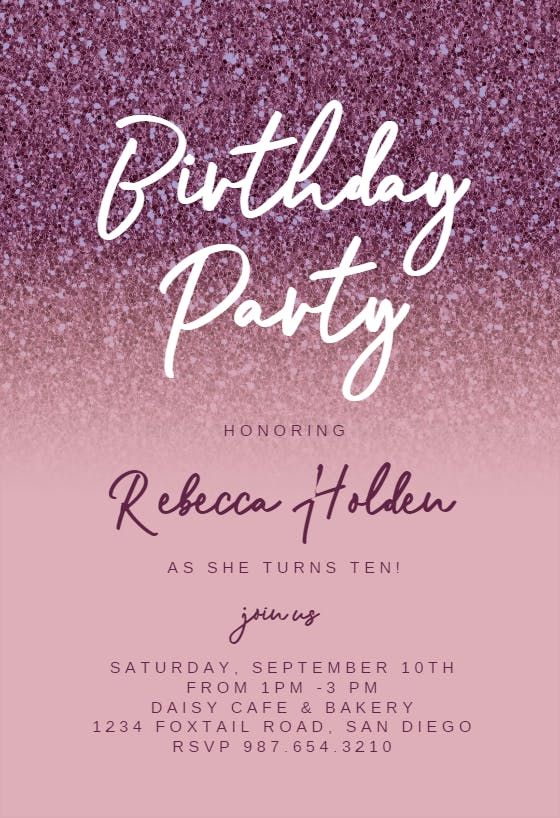 Birthday
Party
HONORING
Rebecca Holden
AS SHE TURNS TEN!
join us
SATURDAY, SEPTEMBER 10TH
FROM 1PM -3 PM
DAISY CAFE & BAKERY
1234 FOXTAIL ROAD, SAN DIEGO
RSVP 987.654.3210